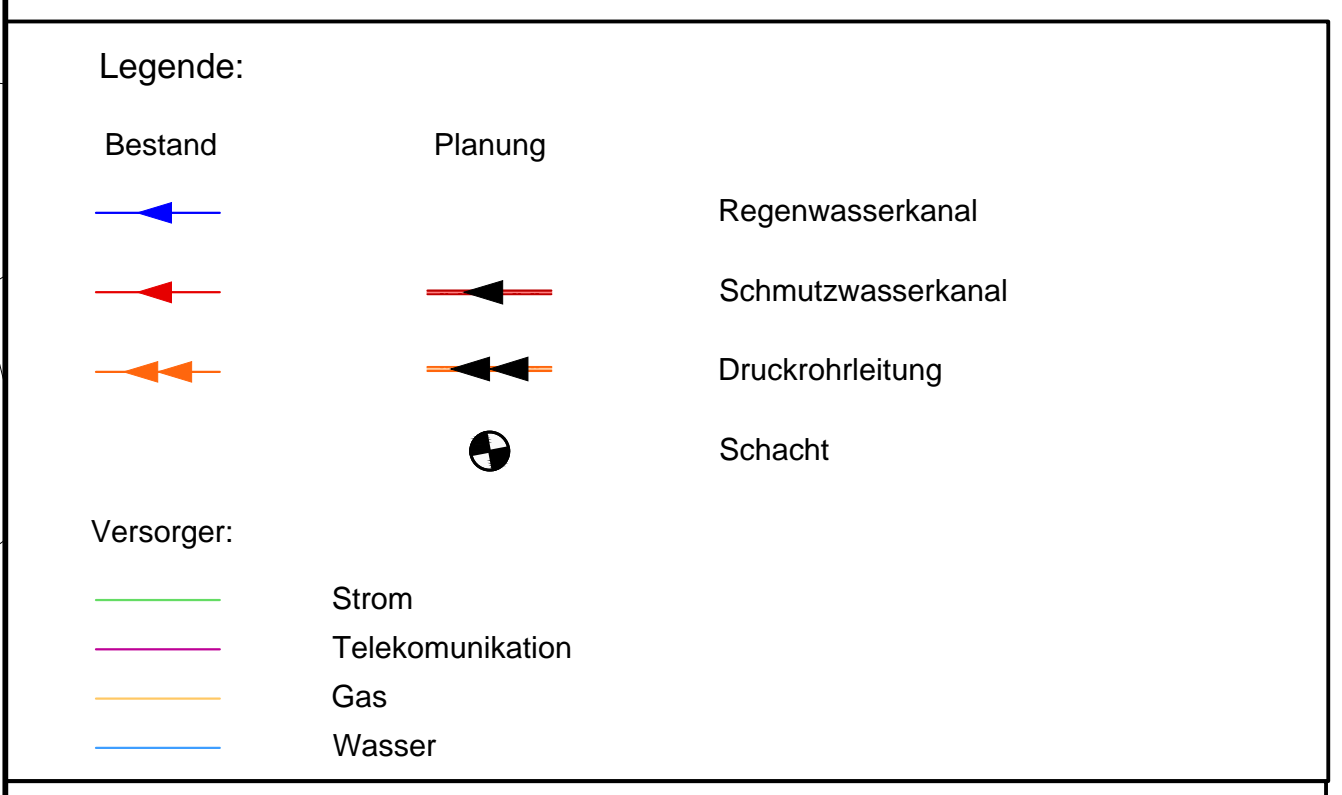 Legende:
Bestand Planung
Regenwasserkanal
Schmutzwasserkanal
Druckrohrleitung
Schacht
Versorger:
Strom
Telekomunikation
Gas
Wasser